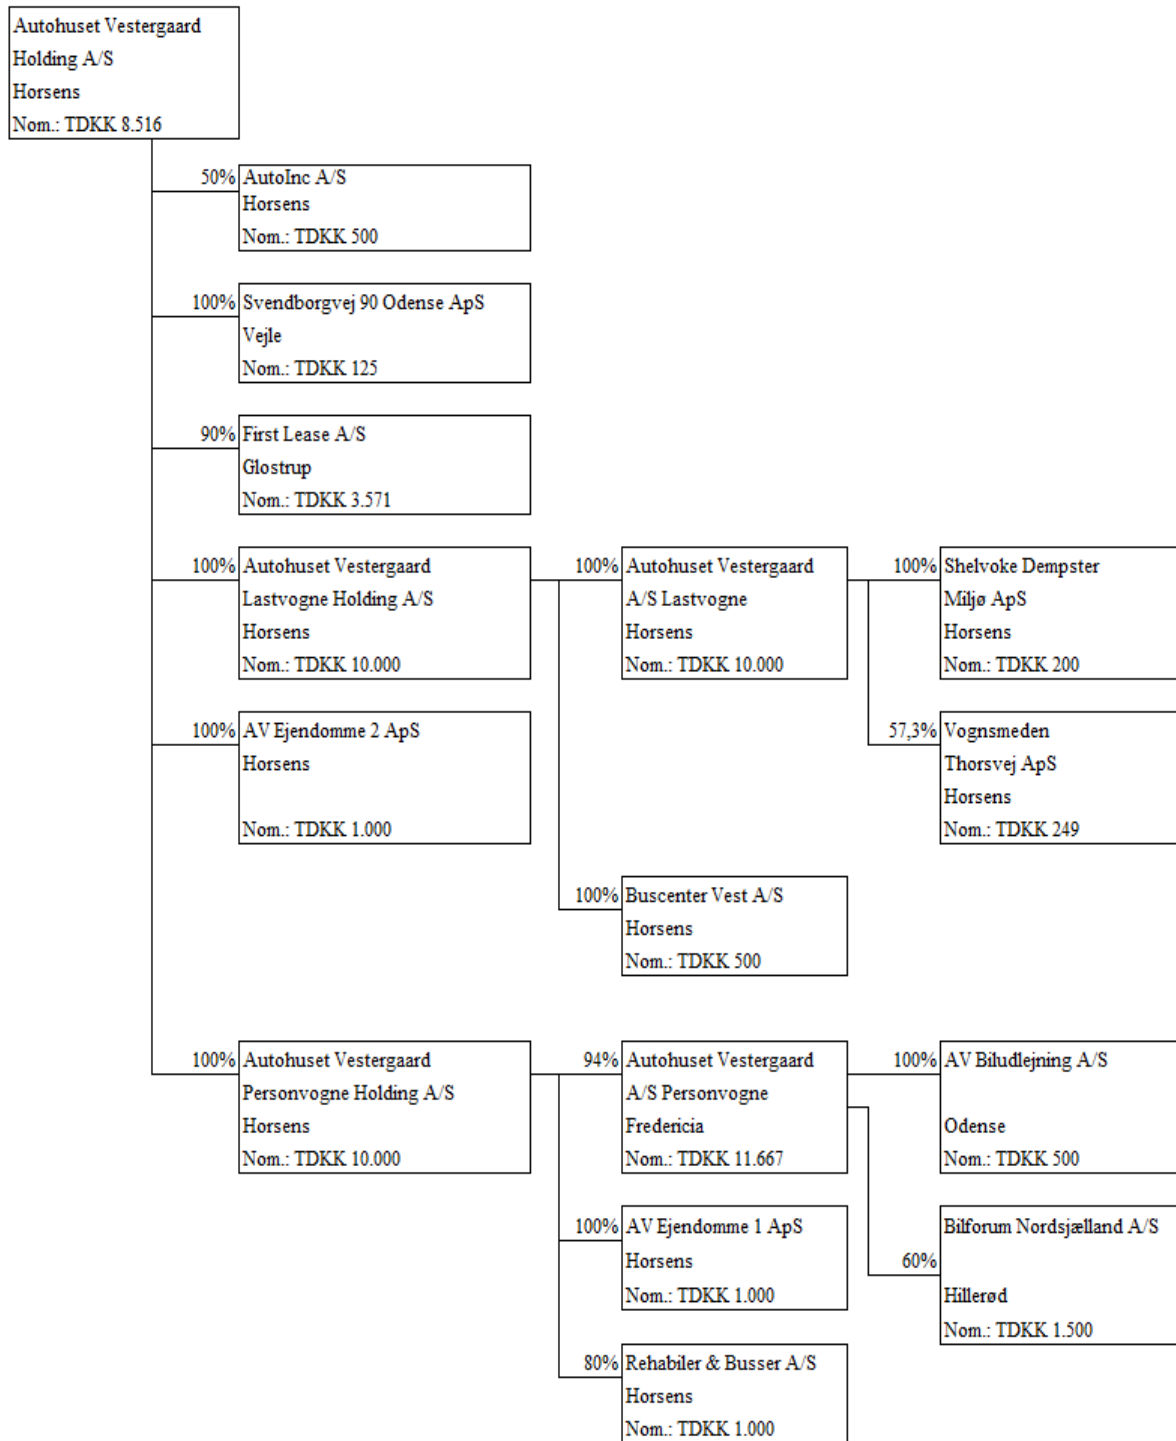 Autohuset Vestergaard
Holding A/S
Horsens
Nom.: TDKK 8.516
50% AutoInc A/S
Horsens
Nom.: TDKK 500
100% Svendborgvej 90 Odense ApS
Vejle
Nom.: TDKK 125
90% First Lease A/S
Glostrup
Nom.: TDKK 3.571
100% Autohuset Vestergaard
Lastvogne Holding A/S
Horsens
Nom.: TDKK 10.000
100% Autohuset Vestergaard
A/S Lastvogne
Horsens
Nom.: TDKK 10.000
100% Shelvoke Dempster
Miljø ApS
Horsens
Nom.: TDKK 200
100% AV Ejendomme 2 ApS
Horsens
Nom.: TDKK 1.000
57,3% Vognsmeden
Thorsvej ApS
Horsens
Nom.: TDKK 249
100% Buscenter Vest A/S
Horsens
Nom.: TDKK 500
100% Autohuset Vestergaard
Personvogne Holding A/S
Horsens
Nom.: TDKK 10.000
94% Autohuset Vestergaard
A/S Personvogne
Fredericia
Nom.: TDKK 11.667
100% AV Biludlejning A/S
Odense
Nom.: TDKK 500
100% AV Ejendomme 1 ApS
Horsens
Nom.: TDKK 1.000
Bilforum Nordsjælland A/S
60%
Hillerød
Nom.: TDKK 1.500
80% Rehabiler & Busser A/S
Horsens
Nom.: TDKK 1.000